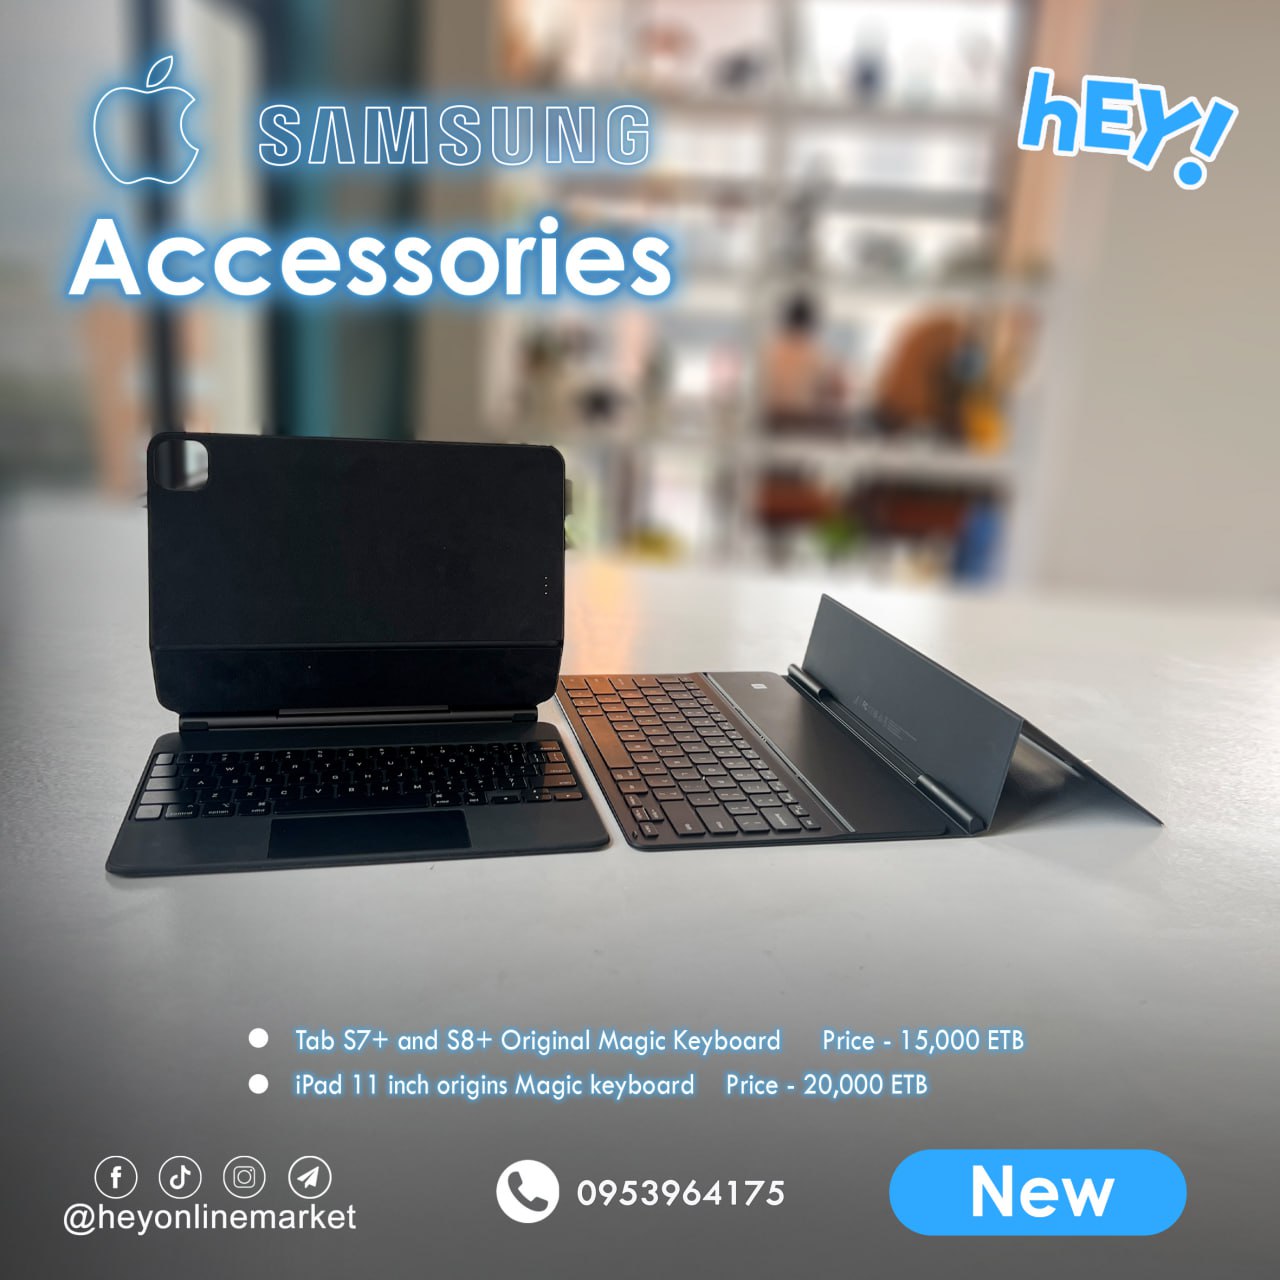 SAMSUNG
hEY!
Accessories
Tab S7+ and S8+ Original Magic Keyboard Price - 15,000 ETB
iPad 11 inch origins Magic keyboard Price - 20,000 ETB
@heyonlinemarket
0953964175
New